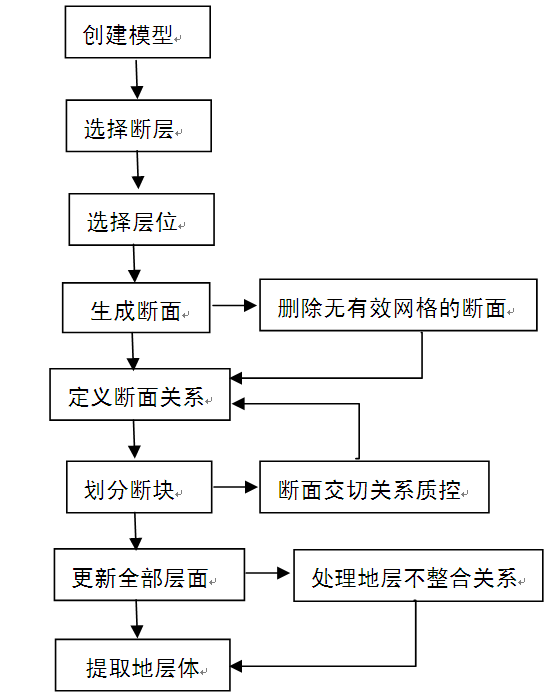 创建模型
选择断层
选择层位
生成断面
删除无有效网格的断面
定义断面关系
划分断块
断面交切关系质控
更新全部层面
处理地层不整合关系
提取地层体